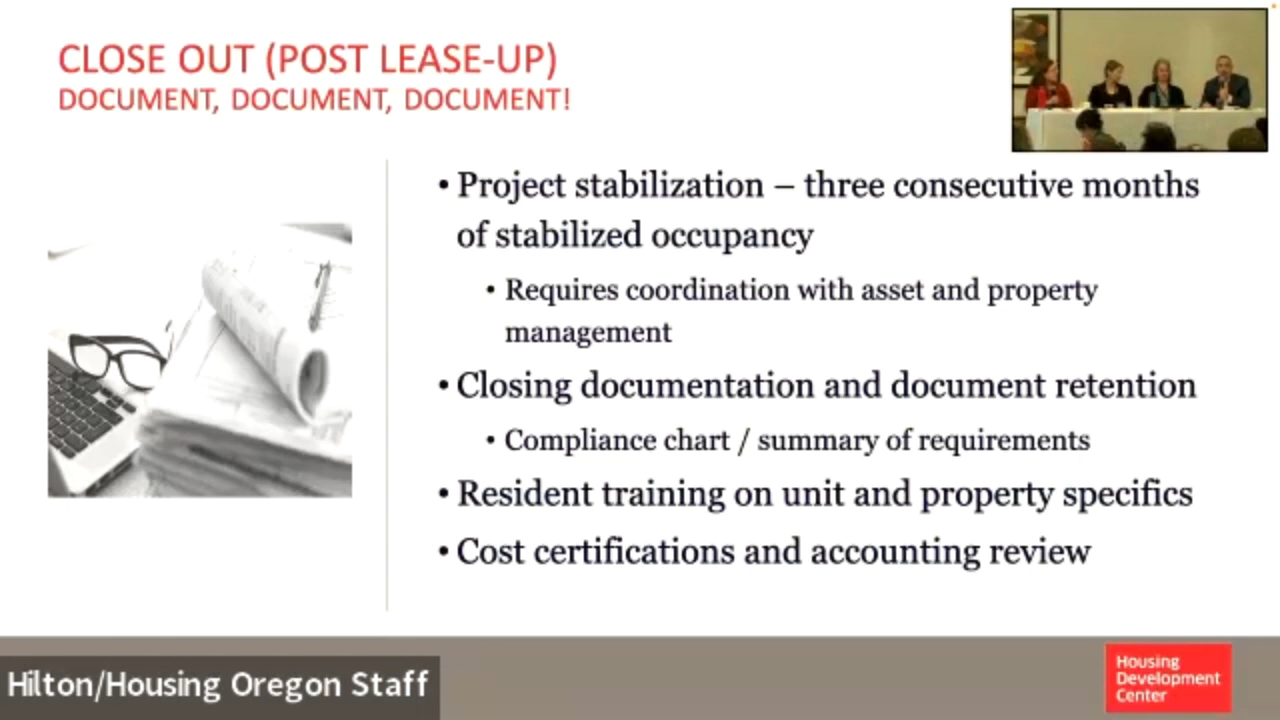 CLOSE OUT (POST LEASE-UP)
DOCUMENT, DOCUMENT, DOCUMENT!
• Project stabilization – three consecutive months
of stabilized occupancy
• Requires coordination with asset and property
management
• Closing documentation and document retention
• Compliance chart / summary of requirements
• Resident training on unit and property specifics
• Cost certifications and accounting review
Hilton/Housing Oregon Staff
Housing
Development
Center